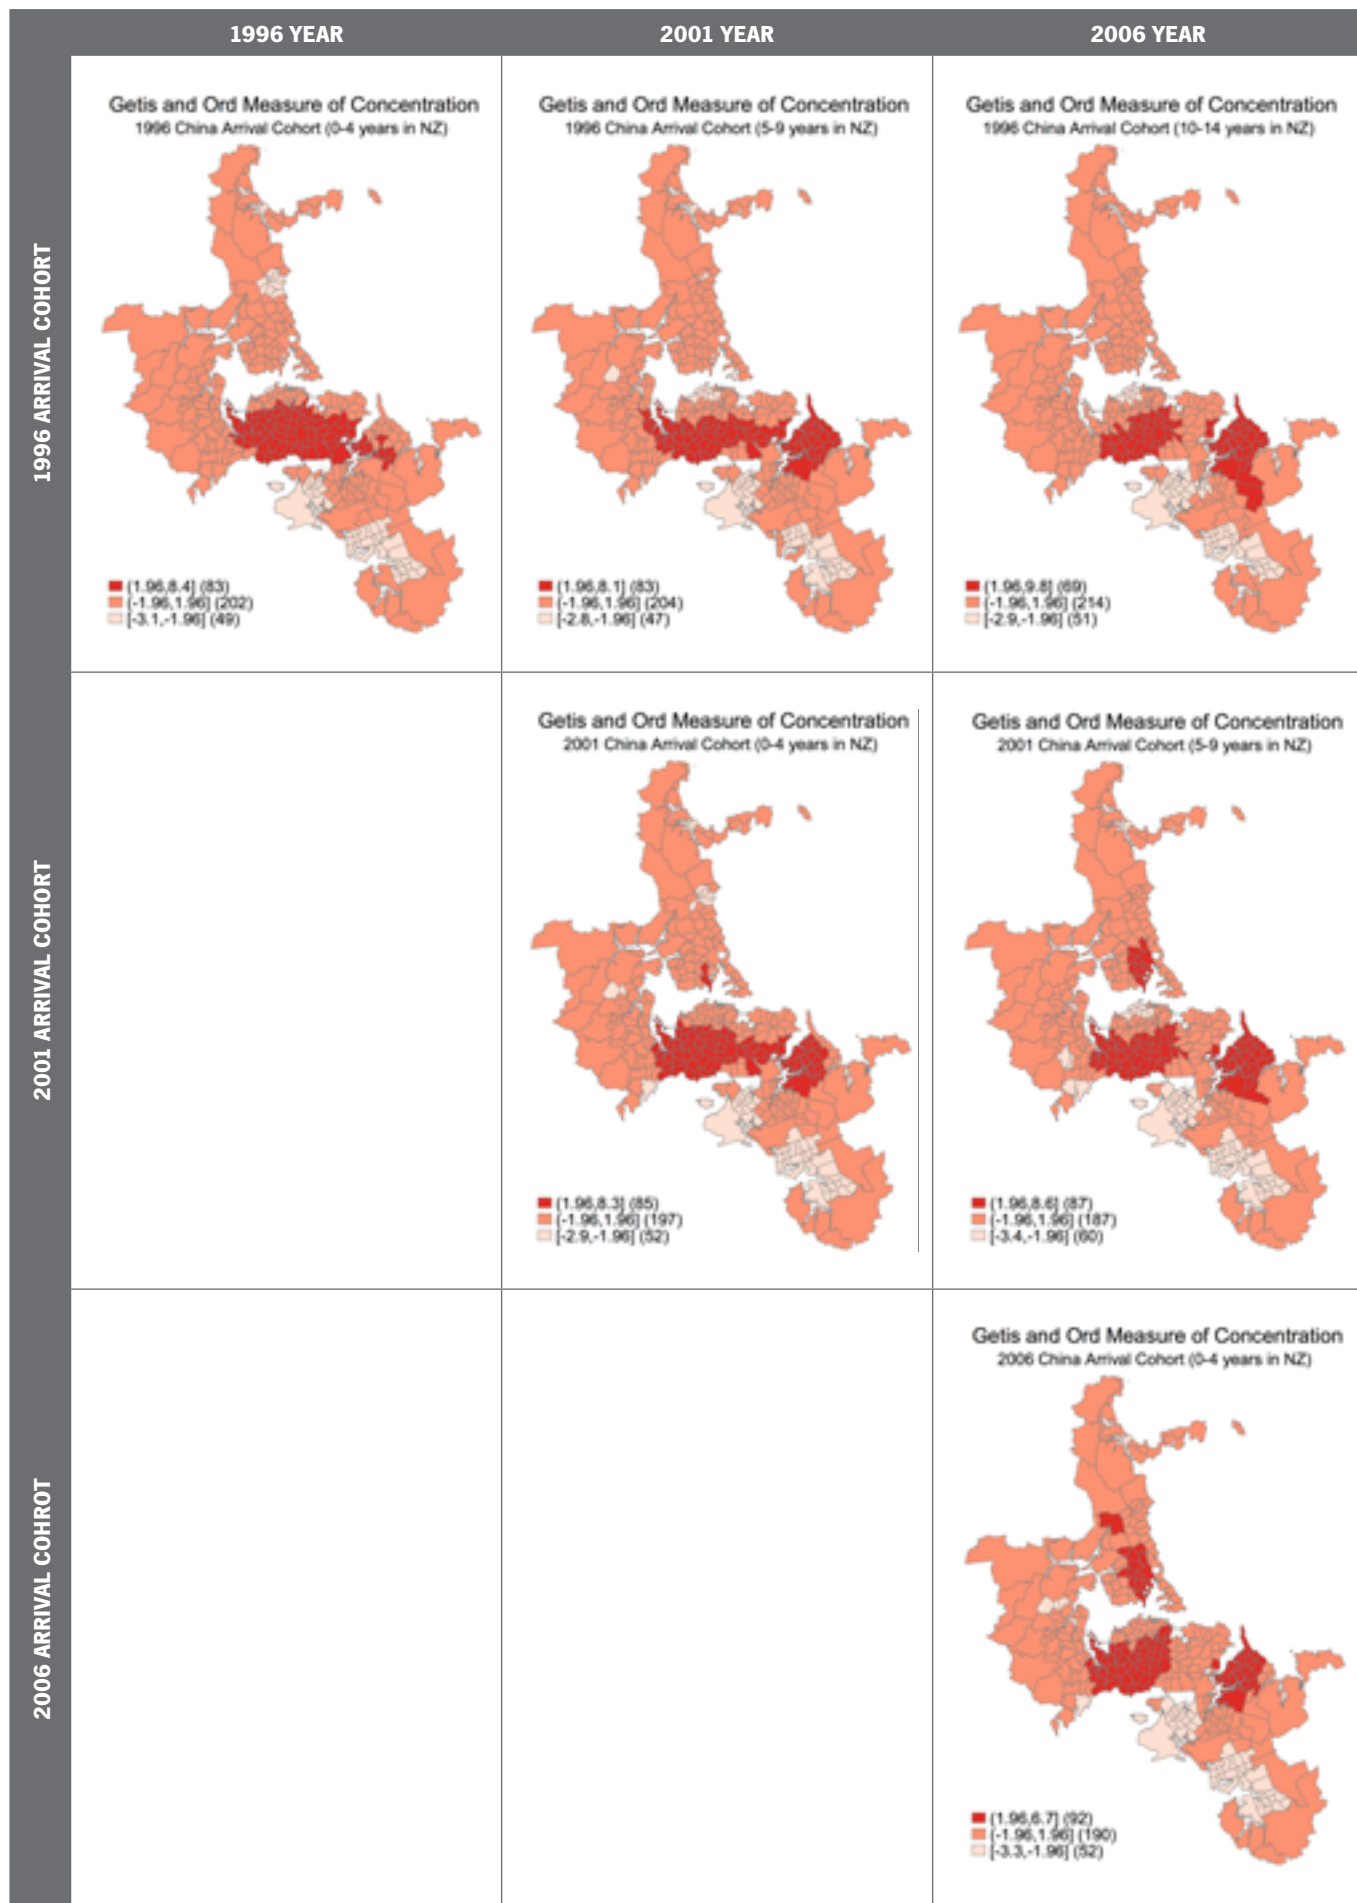 1996 YEAR
2001 YEAR
2006 YEAR
1996 ARRIVAL COHORT
Getis and Ord Measure of Concentration
1996 China Arrival Cohort (0-4 years in NZ)
(1.96,8.4] (83)
(-1.96,1.96] (202)
[-3.1,-1.96] (49)
Getis and Ord Measure of Concentration
1996 China Arrival Cohort (5-9 years in NZ)
(1.96,8.1] (83)
(-1.96,1.96] (204)
[-2.8,-1.96] (47)
Getis and Ord Measure of Concentration
1996 China Arrival Cohort (10-14 years in NZ)
(1.96,9.8] (69)
(-1.96,1.96] (214)
[-2.9,-1.96] (51)
2001 ARRIVAL COHORT
Getis and Ord Measure of Concentration
2001 China Arrival Cohort (0-4 years in NZ)
(1.96,8.3] (85)
(-1.96,1.96] (197)
[-2.9,-1.96] (52)
Getis and Ord Measure of Concentration
2001 China Arrival Cohort (5-9 years in NZ)
(1.96,8.6] (87)
(-1.96,1.96] (187)
[-3.4,-1.96] (60)
2006 ARRIVAL COHROT
Getis and Ord Measure of Concentration
2006 China Arrival Cohort (0-4 years in NZ)
(1.96,6.7] (92)
(-1.96,1.96] (190)
[-3.3,-1.96] (52)